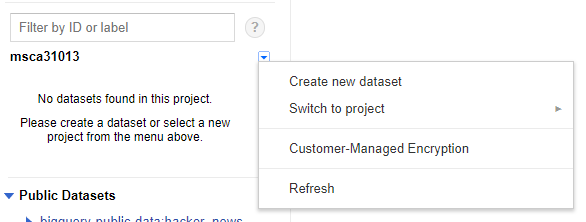 Filter by ID or label
?
msca31013
Create new dataset
No datasets found in this project.
Switch to project
Please create a dataset or select a new
project from the menu above.
Customer-Managed Encryption
Refresh
Public Datasets
bigquery-public-data:hacker_news